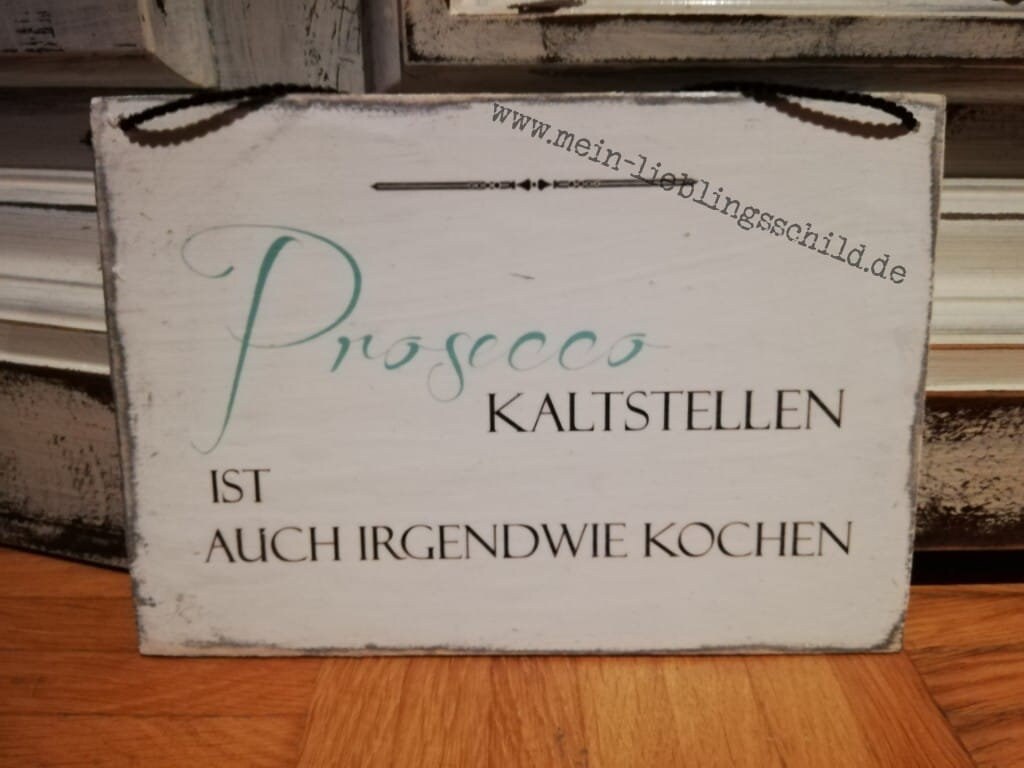 www.mein-lieblingsschild.de
Prosecco
KALTSTELLEN
IST
AUCH IRGENDWIE KOCHEN